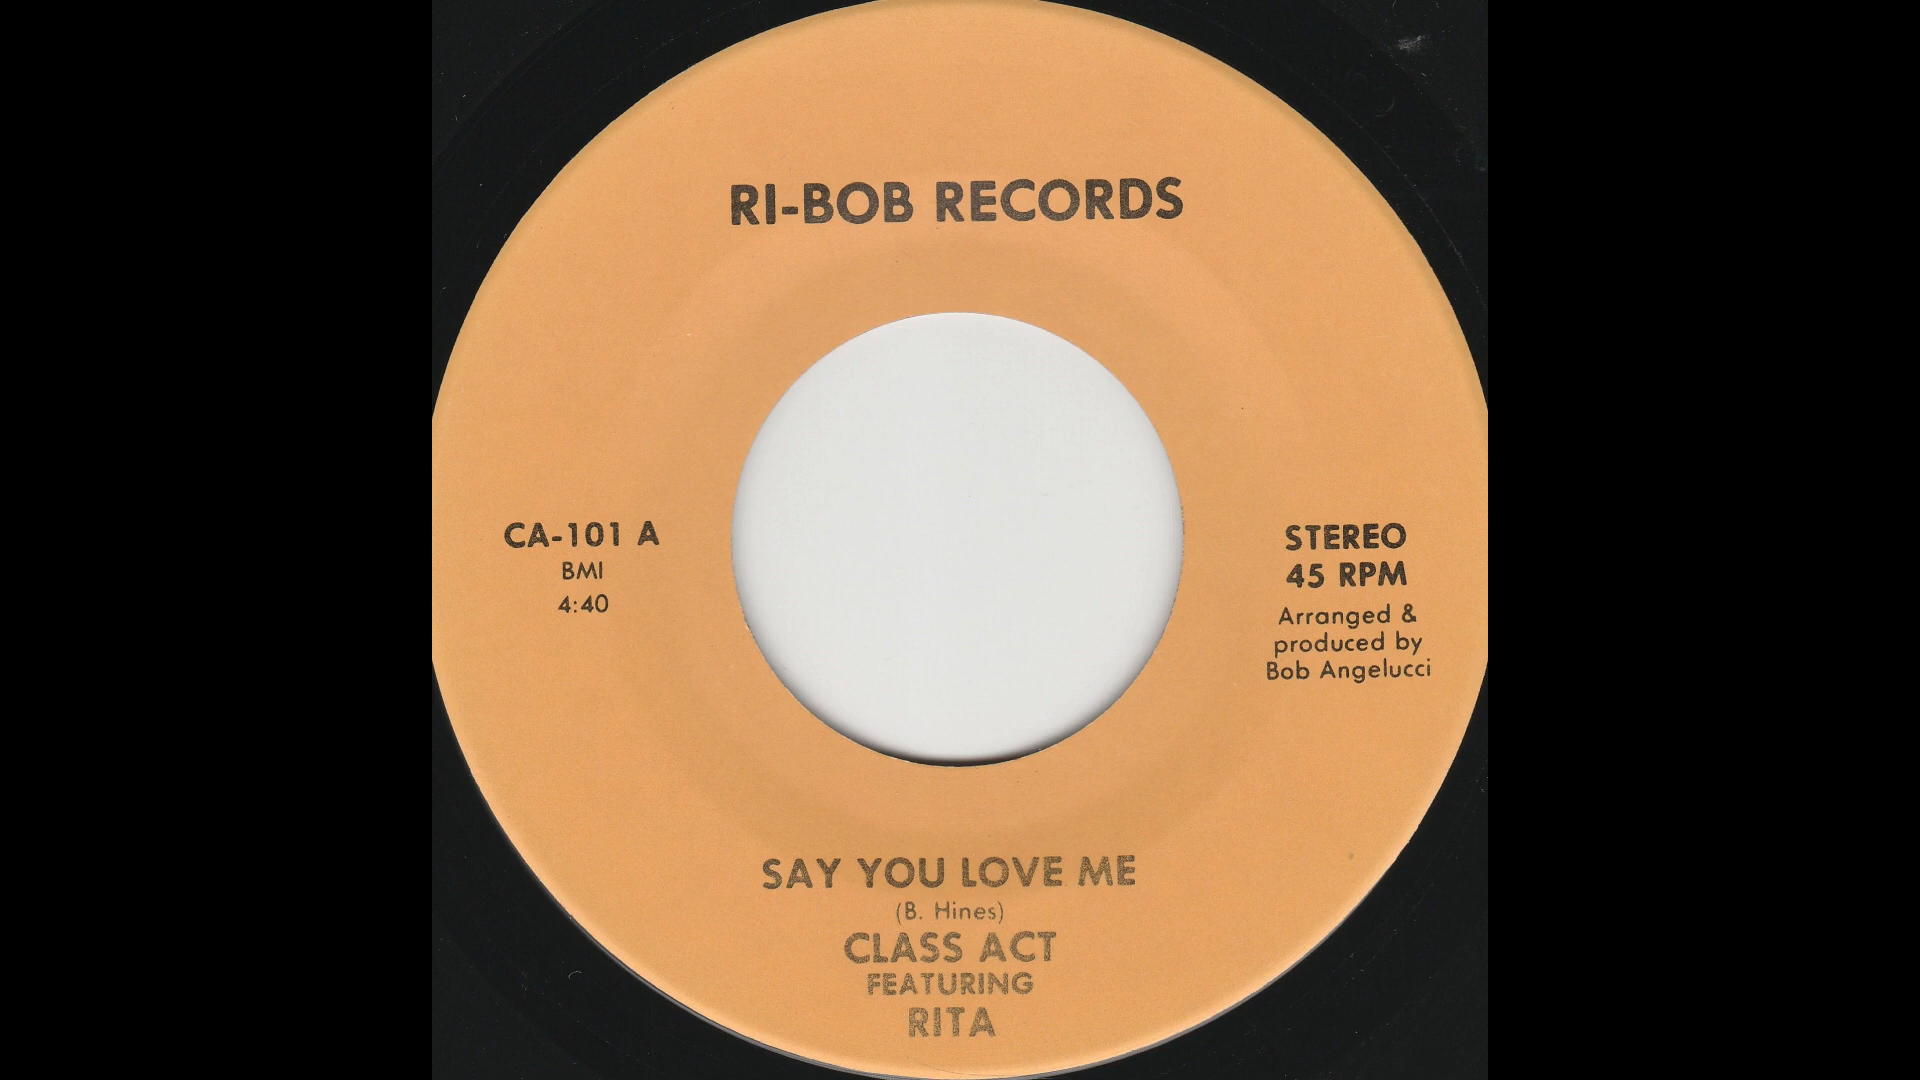 RI-BOB RECORDS
CA-101 A
BMI
4:40
STEREO
45 RPM
Arranged &
produced by
Bob Angelucci
SAY YOU LOVE ME
(B. Hines)
CLASS ACT
FEATURING
RITA